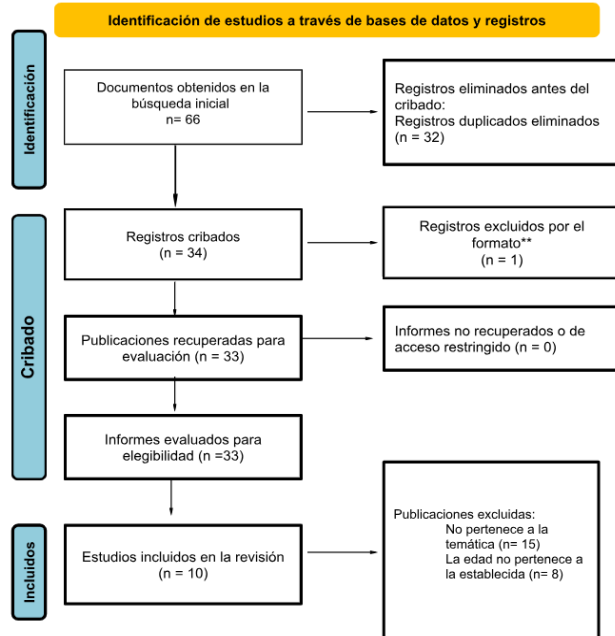 Identificación de estudios a través de bases de datos y registros
Identificación
Documentos obtenidos en la
búsqueda inicial
n= 66
Registros eliminados antes del
cribado:
Registros duplicados eliminados
(n = 32)
Cribado
Registros cribados
(n = 34)
Registros excluidos por el
formato**
(n = 1)
Publicaciones recuperadas para
evaluación (n = 33)
Informes no recuperados o de
acceso restringido (n = 0)
Informes evaluados para
elegibilidad (n =33)
Incluidos
Estudios incluidos en la revisión
(n = 10)
Publicaciones excluidas:
No pertenece a la
temática (n= 15)
La edad no pertenece a
la establecida (n= 8)